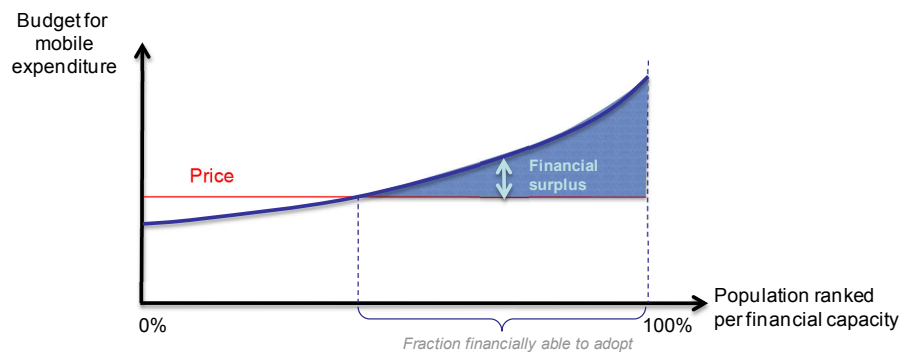 Budget for
mobile
expenditure
Price
Financial
surplus
Population ranked
per financial capacity
0%
100%
Fraction financially able to adopt